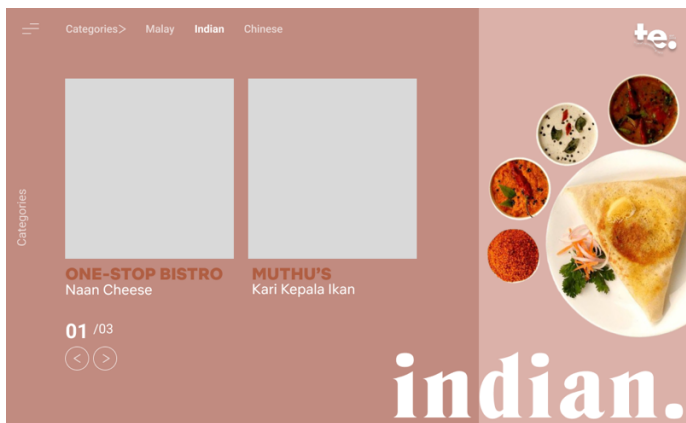 Categories> Malay Indian Chinese
te.
Categories
ONE-STOP BISTRO
Naan Cheese
MUTHU'S
Kari Kepala Ikan
01 /03
< >
indian.